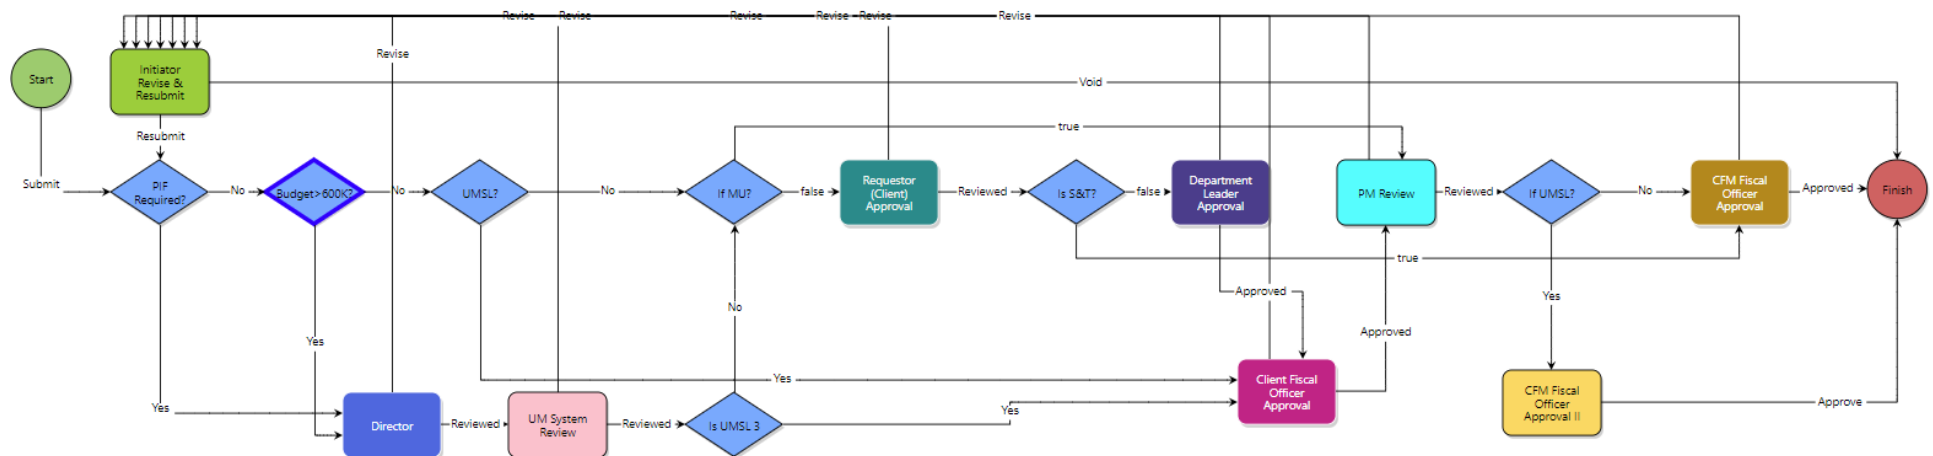 Revise
Revise
Revise
Revise
Revise
Revise
Start
Initiator
Revise &
Resubmit
Revise
Void
Resubmit
true
Submit
PIF
Required?
No
Budget>600K?
No
UMSL?
No
If MU?
false
Requestor
(Client)
Approval
Reviewed
Is S&T?
false
Department
Leader
Approval
PM Review
Reviewed
If UMSL?
No
CFM Fiscal
Officer
Approval
Approved
Finish
true
Approved
Yes
No
Yes
Approved
Yes
Client Fiscal
Officer
Approval
Yes
Yes
Director
Reviewed
UM System
Review
Reviewed
Is UMSL 3
CFM Fiscal
Officer
Approval II
Approve